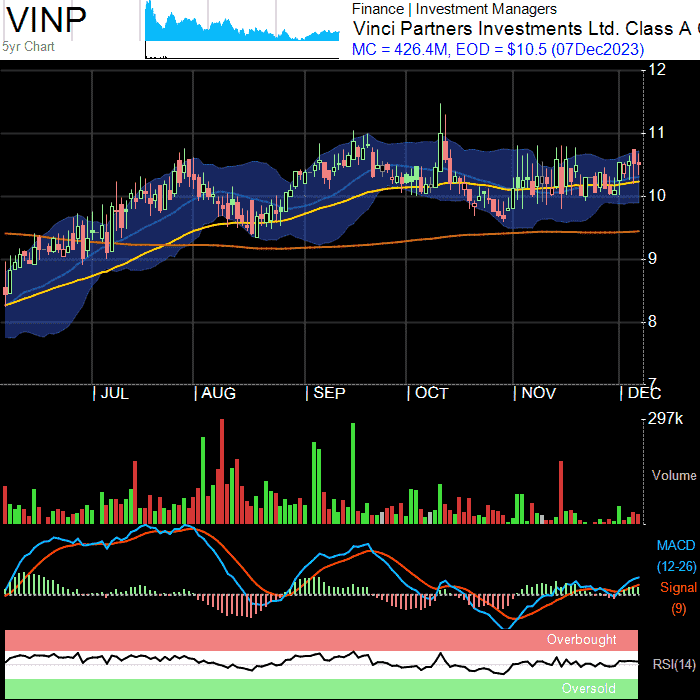 VINP
5yr Chart
Finance | Investment Managers
Vinci Partners Investments Ltd. Class A
MC = 426.4M, EOD = $10.5 (07Dec2023)
12
11
10
9
8
7
JUL
AUG
SEP
OCT
NOV
DEC
297k
Volume
MACD
(12-26)
Signal
(9)
Overbought
RSI(14)
Oversold